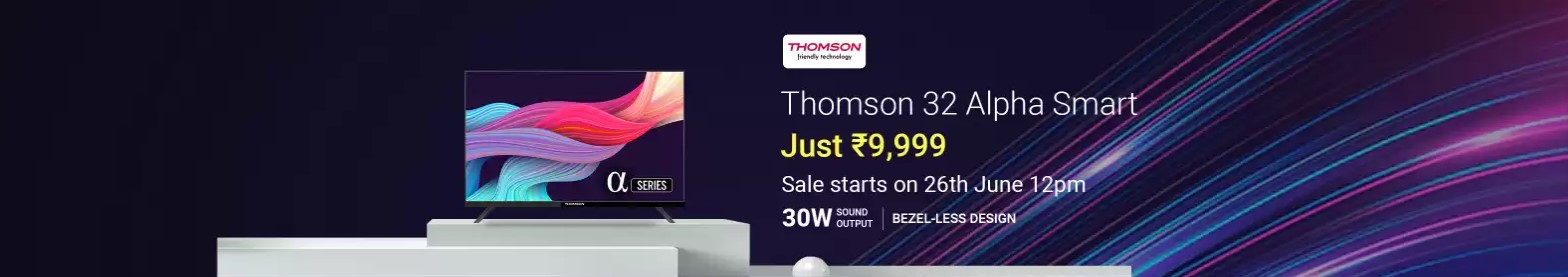 THOMSON
friendly technology
Thomson 32 Alpha Smart
Just ₹9,999
Sale starts on 26th June 12pm
30W SOUND OUTPUT | BEZEL-LESS DESIGN
α SERIES
THOMSON